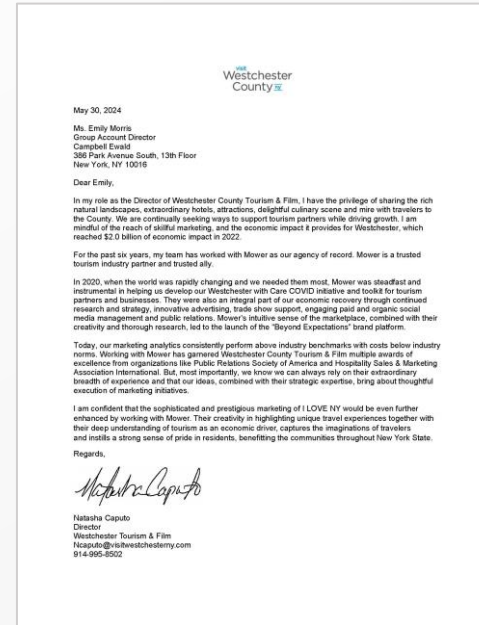 visit
Westchester
County NY
May 30, 2024
Ms. Emily Morris
Group Account Director
Campbell Ewald
386 Park Avenue South, 13th Floor
New York, NY 10016
Dear Emily,
In my role as the Director of Westchester County Tourism & Film, I have the privilege of sharing the rich
natural landscapes, extraordinary hotels, attractions, delightful culinary scene and mire with travelers to
the County. We are continually seeking ways to support tourism partners while driving growth. I am
mindful of the reach of skillful marketing, and the economic impact it provides for Westchester, which
reached $2.0 billion of economic impact in 2022.
For the past six years, my team has worked with Mower as our agency of record. Mower is a trusted
tourism industry partner and trusted ally.
In 2020, when the world was rapidly changing and we needed them most, Mower was steadfast and
instrumental in helping us develop our Westchester with Care COVID initiative and toolkit for tourism
partners and businesses. They were also an integral part of our economic recovery through continued
research and strategy, innovative advertising, trade show support, engaging paid and organic social
media management and public relations. Mower's intuitive sense of the marketplace, combined with their
creativity and thorough research, led to the launch of the "Beyond Expectations" brand platform.
Today, our marketing analytics consistently perform above industry benchmarks with costs below industry
norms. Working with Mower has garnered Westchester County Tourism & Film multiple awards of
excellence from organizations like Public Relations Society of America and Hospitality Sales & Marketing
Association International. But, most importantly, we know we can always rely on their extraordinary
breadth of experience and that our ideas, combined with their strategic expertise, bring about thoughtful
execution of marketing initiatives.
I am confident that the sophisticated and prestigious marketing of I LOVE NY would be even further
enhanced by working with Mower. Their creativity in highlighting unique travel experiences together with
their deep understanding of tourism as an economic driver, captures the imaginations of travelers
and instills a strong sense of pride in residents, benefitting the communities throughout New York State.
Regards,
Natasha Caputo
Natasha Caputo
Director
Westchester Tourism & Film
Ncaputo@visitwestchesterny.com
914-995-8502